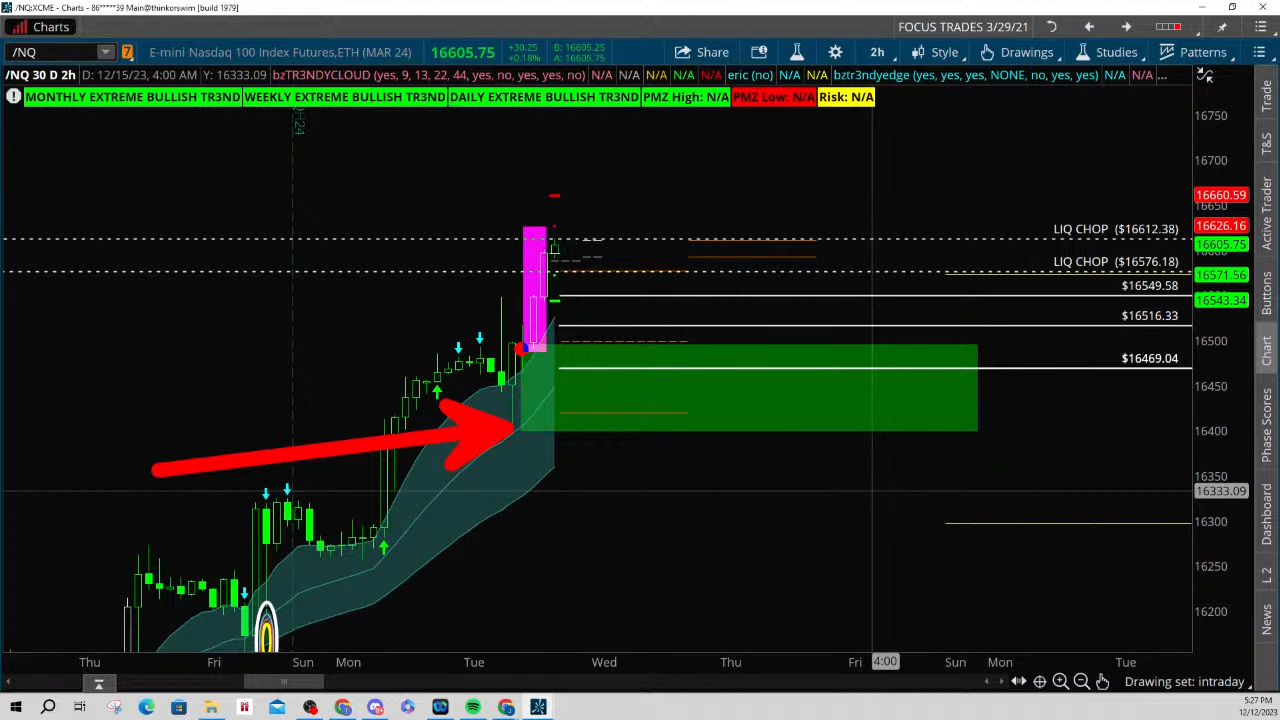 /NQ:XCME - Charts - 86*****39 Main@thinkorswim [build 1979]
Charts
FOCUS TRADES 3/29/21
/NQ 7 E-mini Nasdaq 100 Index Futures,ETH (MAR 24) 16605.75 +30.25 +0.18% B: 16605.25 A: 16605.75 Share 2h Style Drawings Studies Patterns
/NQ 30 D 2h D: 12/15/23, 4:00 AM Y: 16333.09 bzTR3NDYCLOUD (yes, 9, 13, 22, 44, yes, no, yes, yes, no) N/A N/A N/A N/A N/A eric (no) N/A N/A bztr3ndyedge (yes, yes, yes, NONE, no, yes, yes) N/A N/A ...
MONTHLY EXTREME BULLISH TR3ND WEEKLY EXTREME BULLISH TR3ND DAILY EXTREME BULLISH TR3ND PMZ High: N/A PMZ Low: N/A Risk: N/A
16750
16700
16660.59
16650
16626.16
LIQ CHOP ($16612.38)
16605.75
LIQ CHOP ($16576.18)
16571.56
$16549.58
16543.34
$16516.33
16500
$16469.04
16450
16400
16350
16333.09
16300
16250
16200
Thu Fri Sun Mon Tue Wed Thu Fri 4:00 Sun Mon Tue
Drawing set: intraday
Trade
T&S
Active Trader
Buttons
Chart
Phase Scores
Dashboard
L 2
News
5:27 PM
12/12/2023